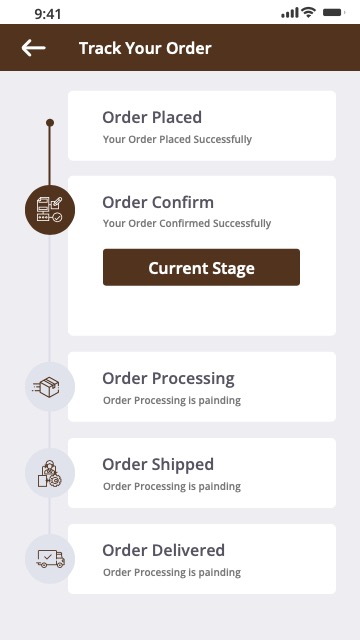 9:41
Track Your Order
Order Placed
Your Order Placed Successfully
Order Confirm
Your Order Confirmed Successfully
Current Stage
Order Processing
Order Processing is painding
Order Shipped
Order Processing is painding
Order Delivered
Order Processing is painding